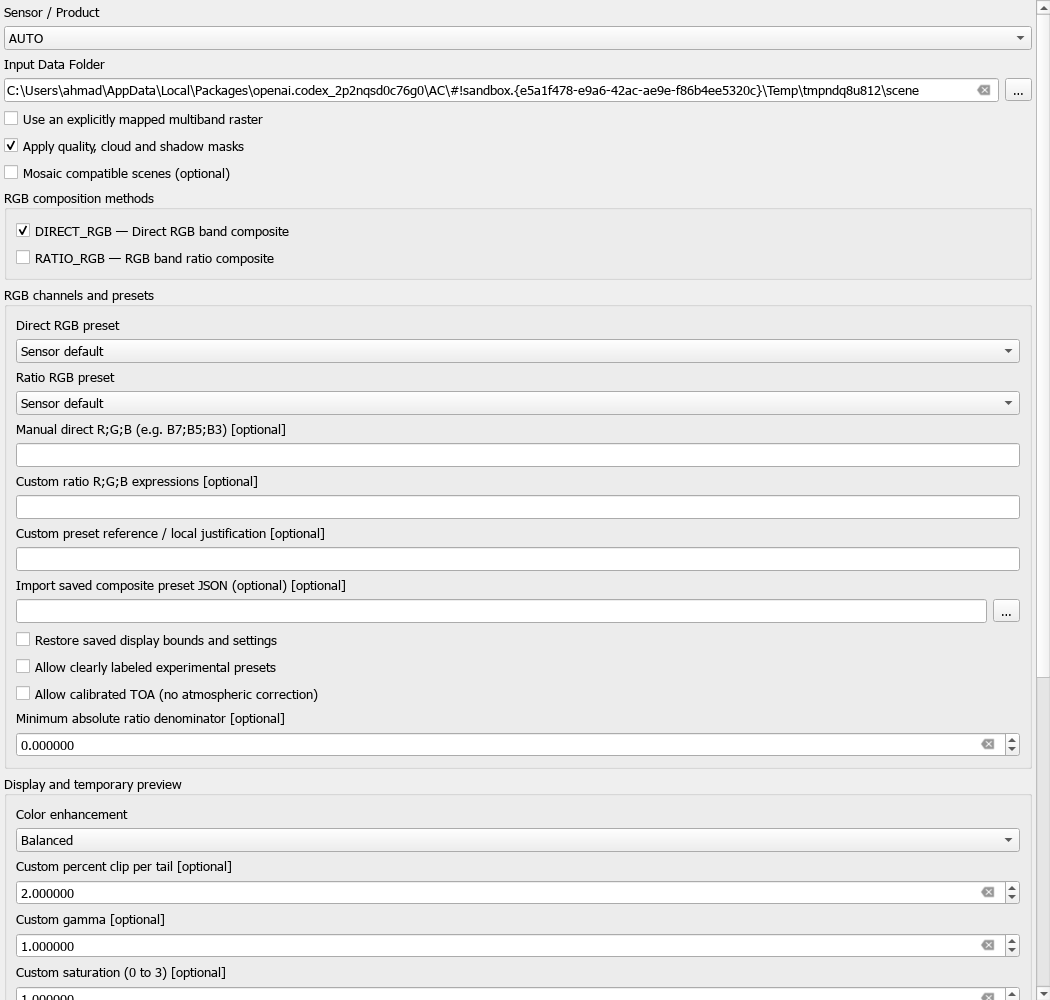 Sensor / Product
AUTO
Input Data Folder
C:\Users\ahmad\AppData\Local\Packages\openai.codex_2p2nqsd0c76g0\AC\#!sandbox.{e5a1f478-e9a6-42ac-ae9e-f86b4ee5320c}\Temp\tmpndq8u812\scene
...
Use an explicitly mapped multiband raster
Apply quality, cloud and shadow masks
Mosaic compatible scenes (optional)
RGB composition methods
DIRECT_RGB — Direct RGB band composite
RATIO_RGB — RGB band ratio composite
RGB channels and presets
Direct RGB preset
Sensor default
Ratio RGB preset
Sensor default
Manual direct R;G;B (e.g. B7;B5;B3) [optional]
Custom ratio R;G;B expressions [optional]
Custom preset reference / local justification [optional]
Import saved composite preset JSON (optional) [optional]
...
Restore saved display bounds and settings
Allow clearly labeled experimental presets
Allow calibrated TOA (no atmospheric correction)
Minimum absolute ratio denominator [optional]
0.000000
Display and temporary preview
Color enhancement
Balanced
Custom percent clip per tail [optional]
2.000000
Custom gamma [optional]
1.000000
Custom saturation (0 to 3) [optional]
1.000000